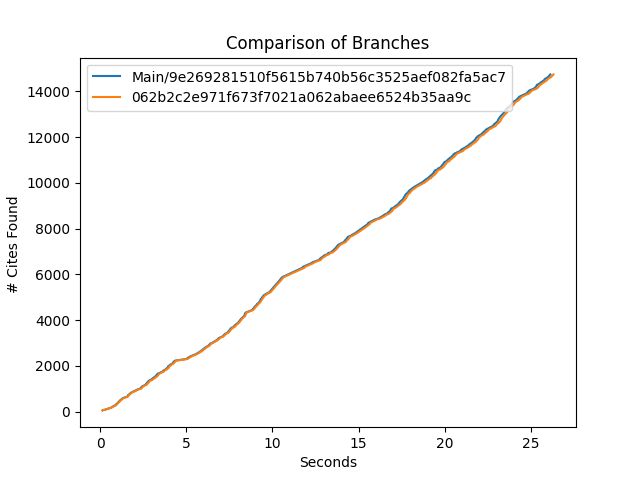 Comparison of Branches
Main/9e269281510f5615b740b56c3525aef082fa5ac7
062b2c2e971f673f7021a062abaee6524b35aa9c
14000
12000
10000
8000
6000
4000
2000
0
# Cites Found
0 5 10 15 20 25
Seconds